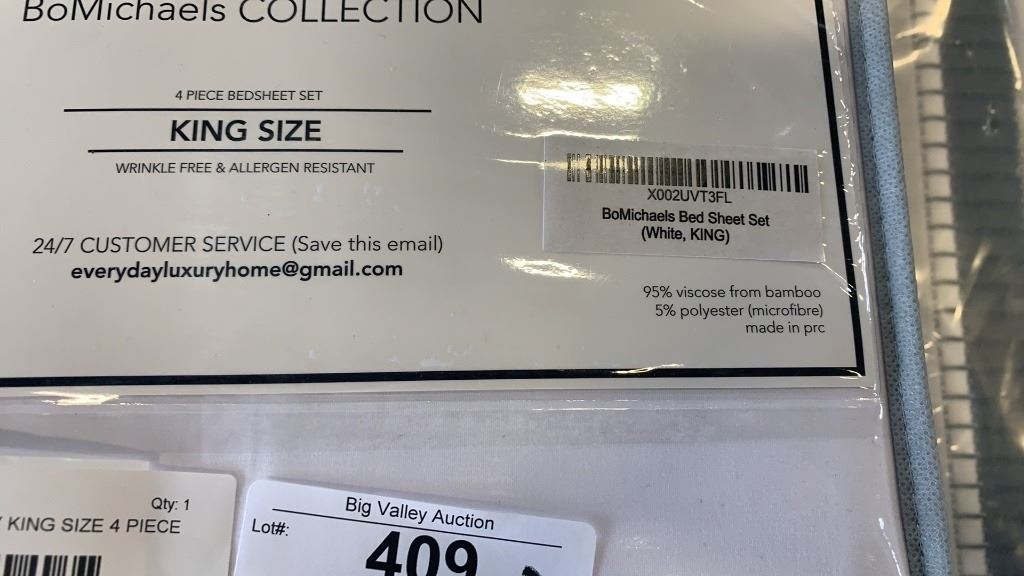 BoMichaels COLLECTION
4 PIECE BEDSHEET SET
KING SIZE
WRINKLE FREE & ALLERGEN RESISTANT
24/7 CUSTOMER SERVICE (Save this email)
everydayluxuryhome@gmail.com
X002UVT3FL
BoMichaels Bed Sheet Set
(White, KING)
95% viscose from bamboo
5% polyester (microfibre)
made in prc
Qty: 1
KING SIZE 4 PIECE
Big Valley Auction
Lot#:
409